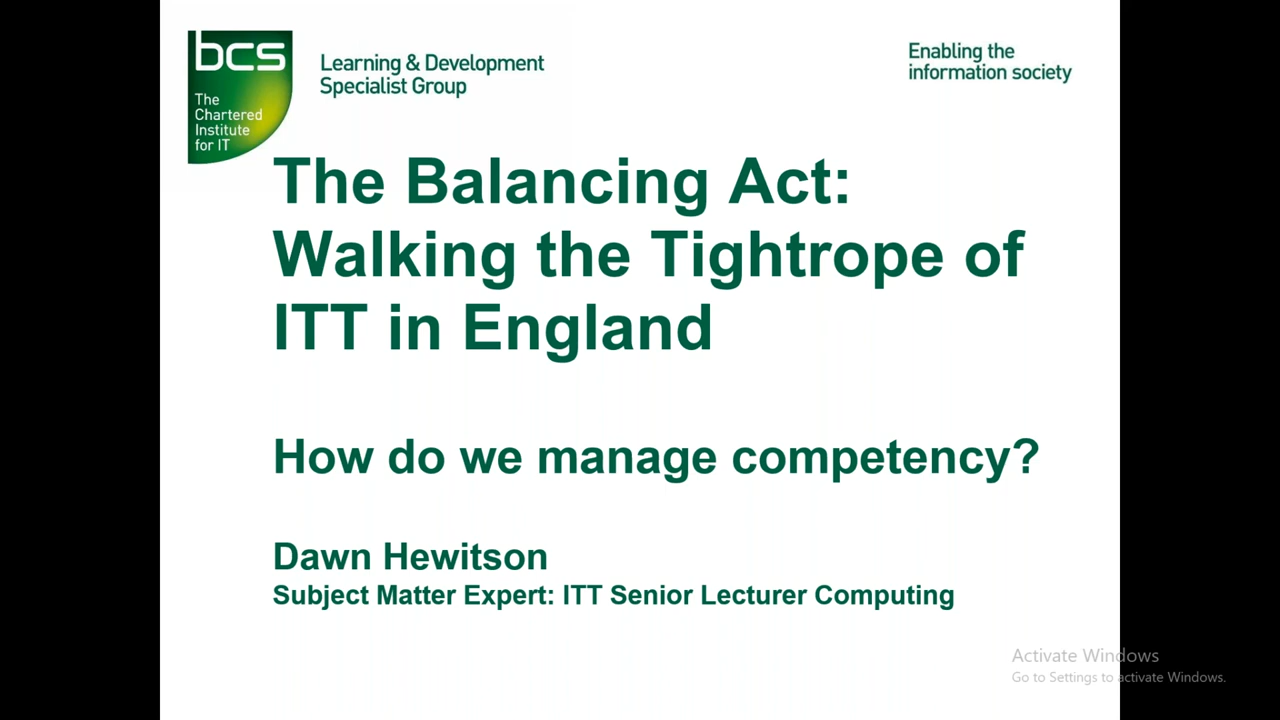 bcs
The
Chartered
Institute
for IT
Learning & Development
Specialist Group
Enabling the
information society
The Balancing Act:
Walking the Tightrope of
ITT in England
How do we manage competency?
Dawn Hewitson
Subject Matter Expert: ITT Senior Lecturer Computing
Activate Windows
Go to Settings to activate Windows.